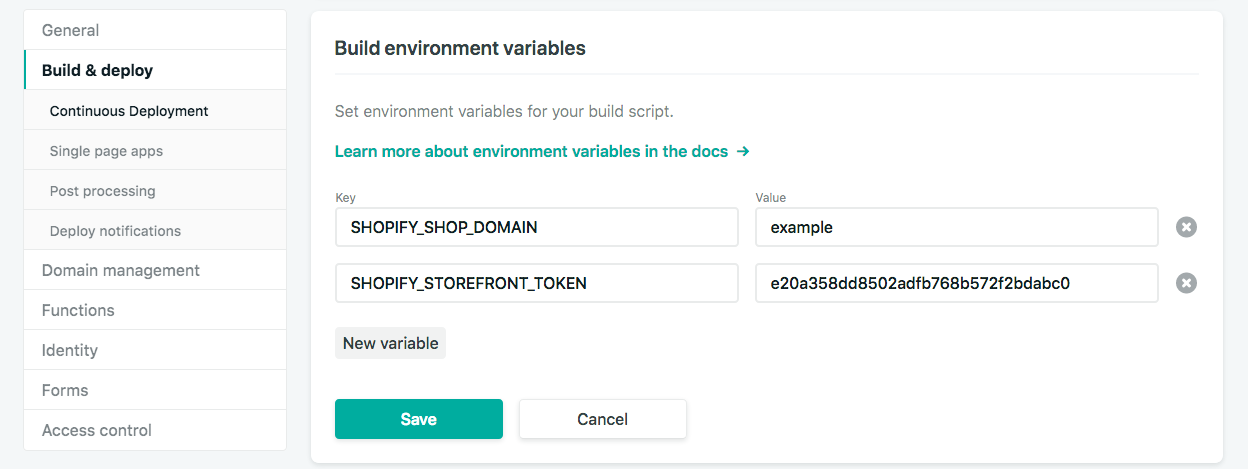 General
Build & deploy
Continuous Deployment
Single page apps
Post processing
Deploy notifications
Domain management
Functions
Identity
Forms
Access control
Build environment variables
Set environment variables for your build script.
Learn more about environment variables in the docs →
Key Value
SHOPIFY_SHOP_DOMAIN example
SHOPIFY_STOREFRONT_TOKEN e20a358dd8502adfb768b572f2bdabc0
New variable
Save Cancel